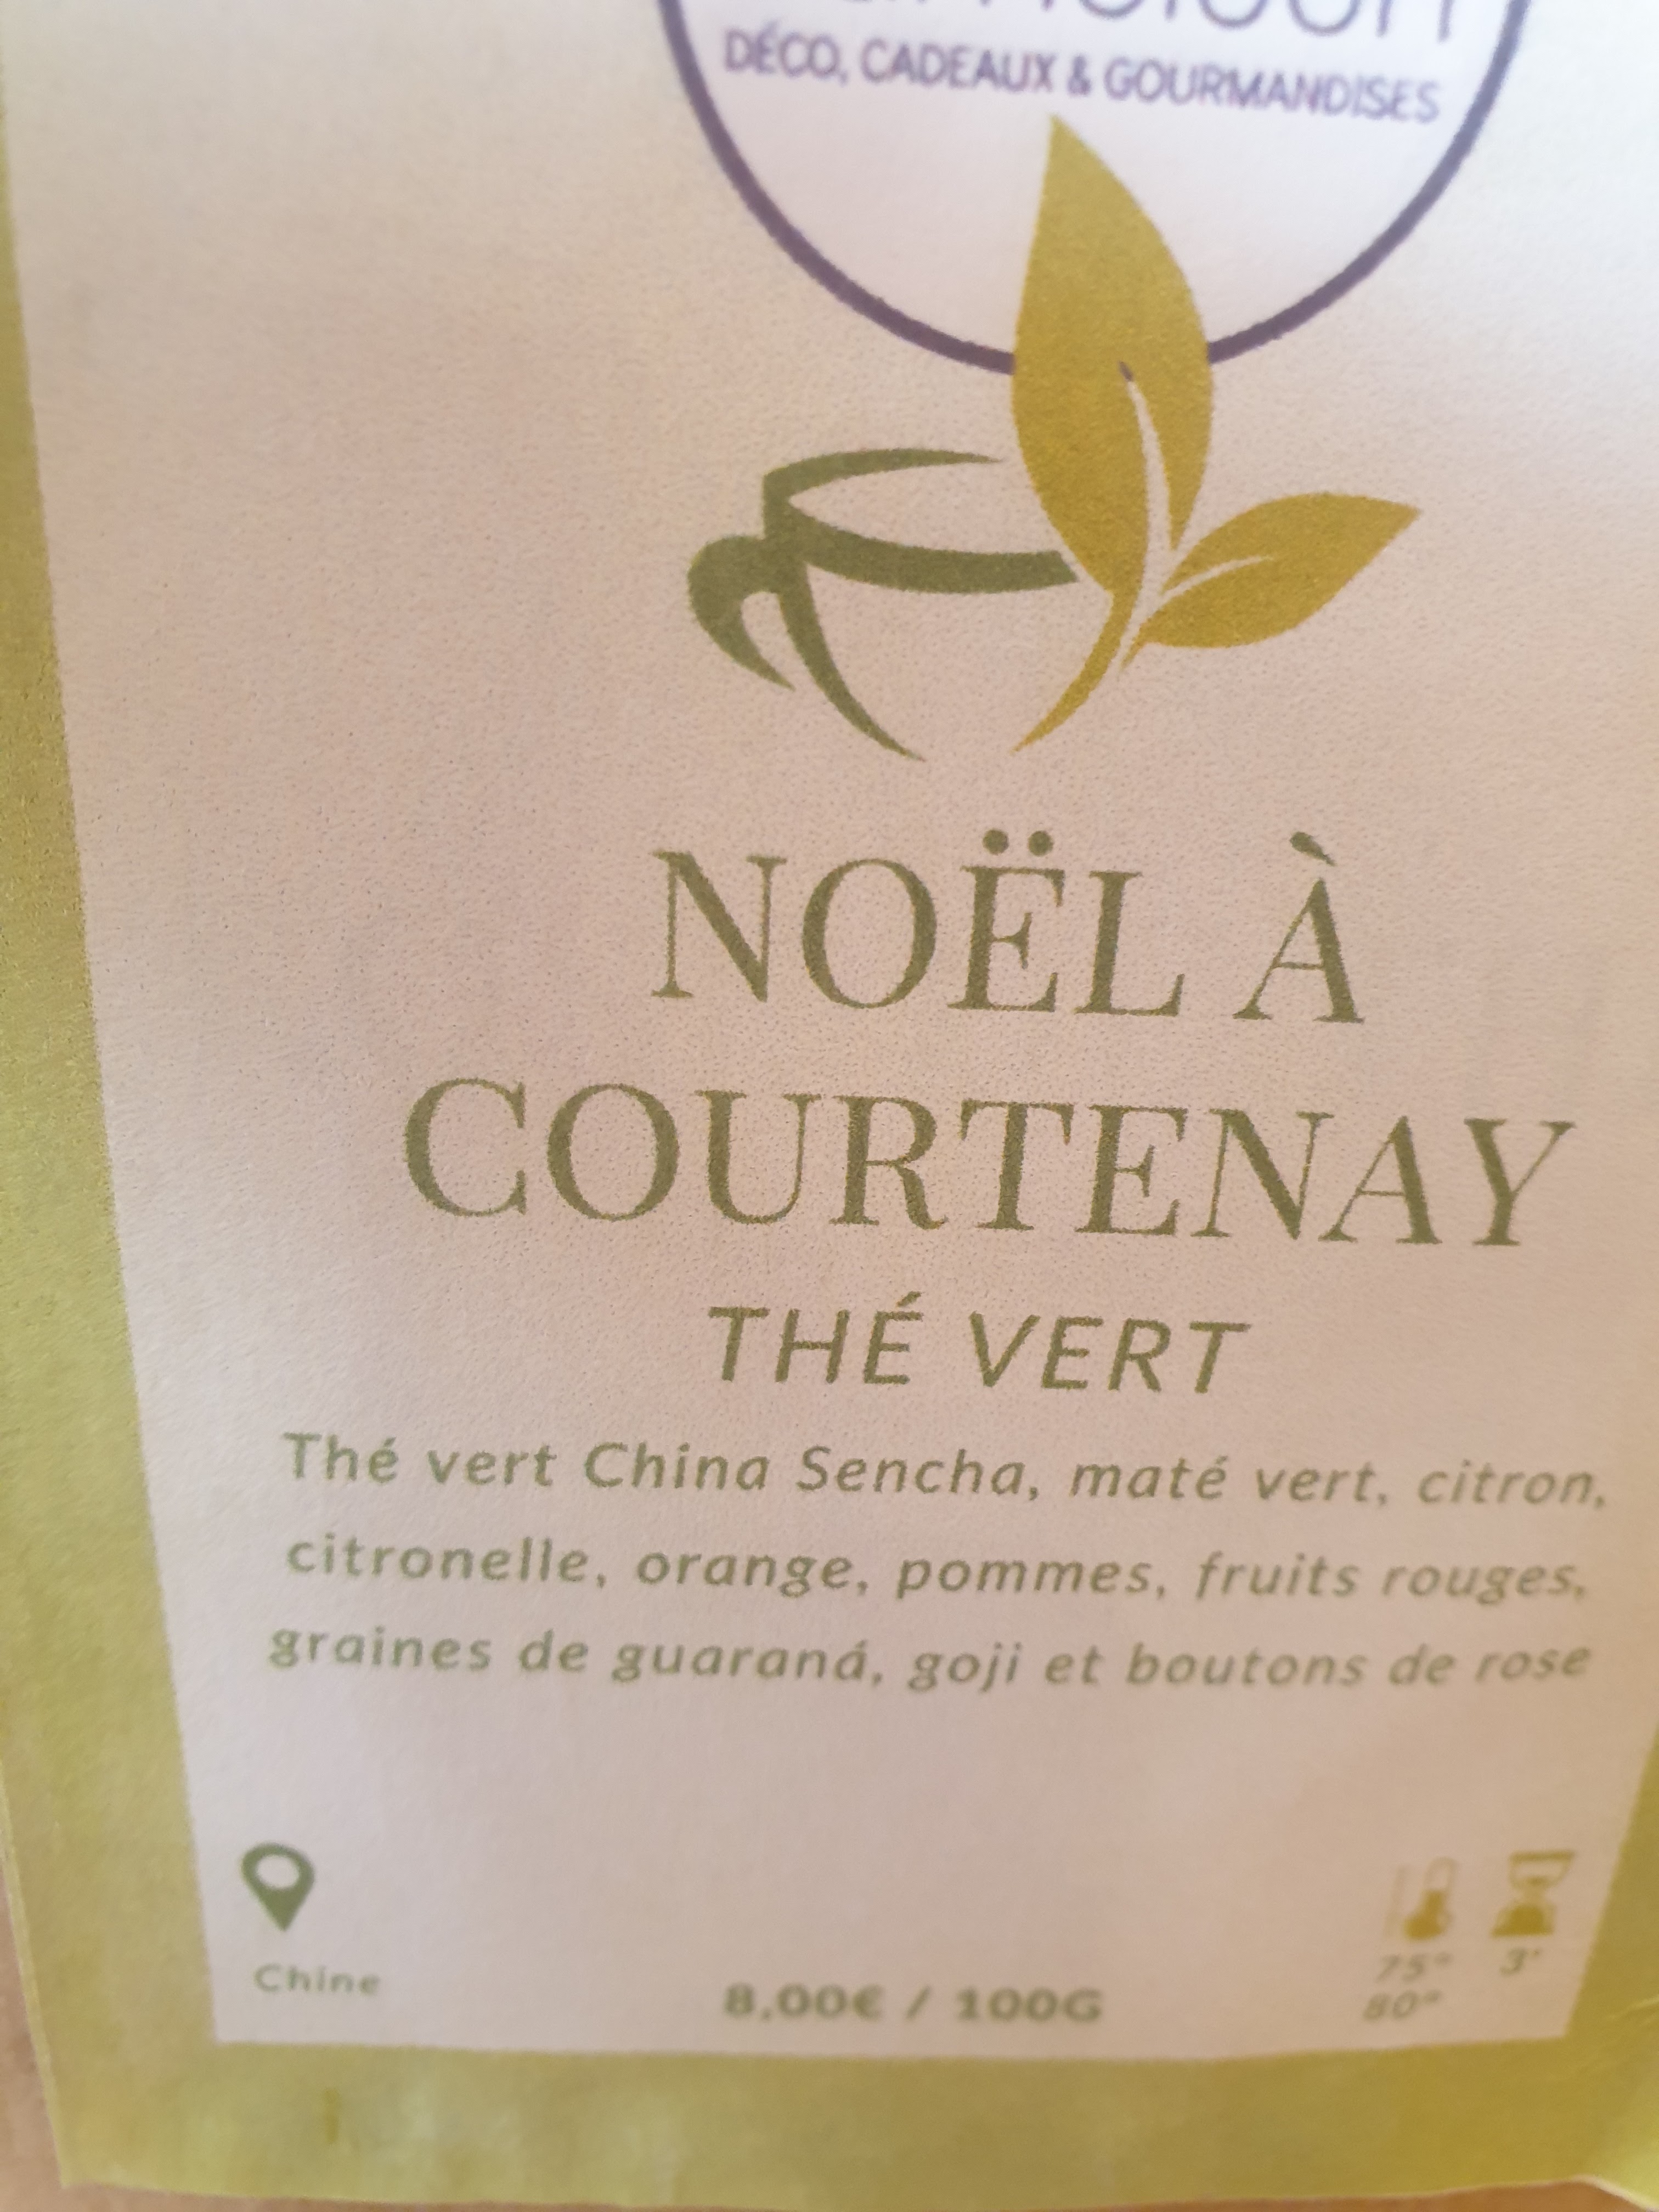 DÉCO, CADEAUX & GOURMANDISES
NOËL À
COURTENAY
THÉ VERT
Thé vert China Sencha, maté vert, citron,
citronelle, orange, pommes, fruits rouges,
graines de guaraná, goji et boutons de rose
Chine
8,00€ / 100G
75° 3'
80°